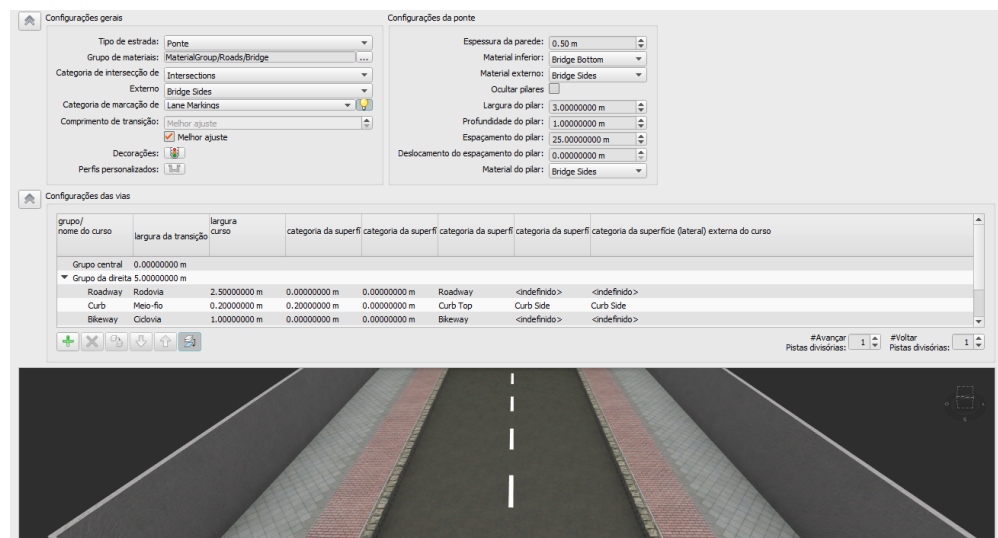 Configurações gerais
Tipo de estrada: Ponte
Grupo de materiais: MaterialGroup/Roads/Bridge ...
Categoria de intersecção de Intersections
Externo Bridge Sides
Categoria de marcação de Lane Markings
Comprimento de transição: Melhor ajuste
Melhor ajuste
Decorações:
Perfis personalizados:
Configurações da ponte
Espessura da parede: 0.50 m
Material inferior: Bridge Bottom
Material externo: Bridge Sides
Ocultar pilares
Largura do pilar: 3.00000000 m
Profundidade do pilar: 1.00000000 m
Espaçamento do pilar: 25.00000000 m
Deslocamento do espaçamento do pilar: 0.00000000 m
Material do pilar: Bridge Sides
Configurações das vias
grupo/
nome do curso
largura da transição
largura
curso
categoria da superfí categoria da superfí categoria da superfí categoria da superfí categoria da superfície (lateral) externa do curso
Grupo central 0.00000000 m
Grupo da direita 5.00000000 m
Roadway Rodovia 2.50000000 m 0.00000000 m 0.00000000 m Roadway <indefinido> <indefinido>
Curb Meio-fio 0.20000000 m 0.20000000 m 0.00000000 m Curb Top Curb Side Curb Side
Bikeway Ciclovia 1.00000000 m 0.00000000 m 0.00000000 m Bikeway <indefinido> <indefinido>
#Avançar
Pistas divisórias: 1
#Voltar
Pistas divisórias: 1